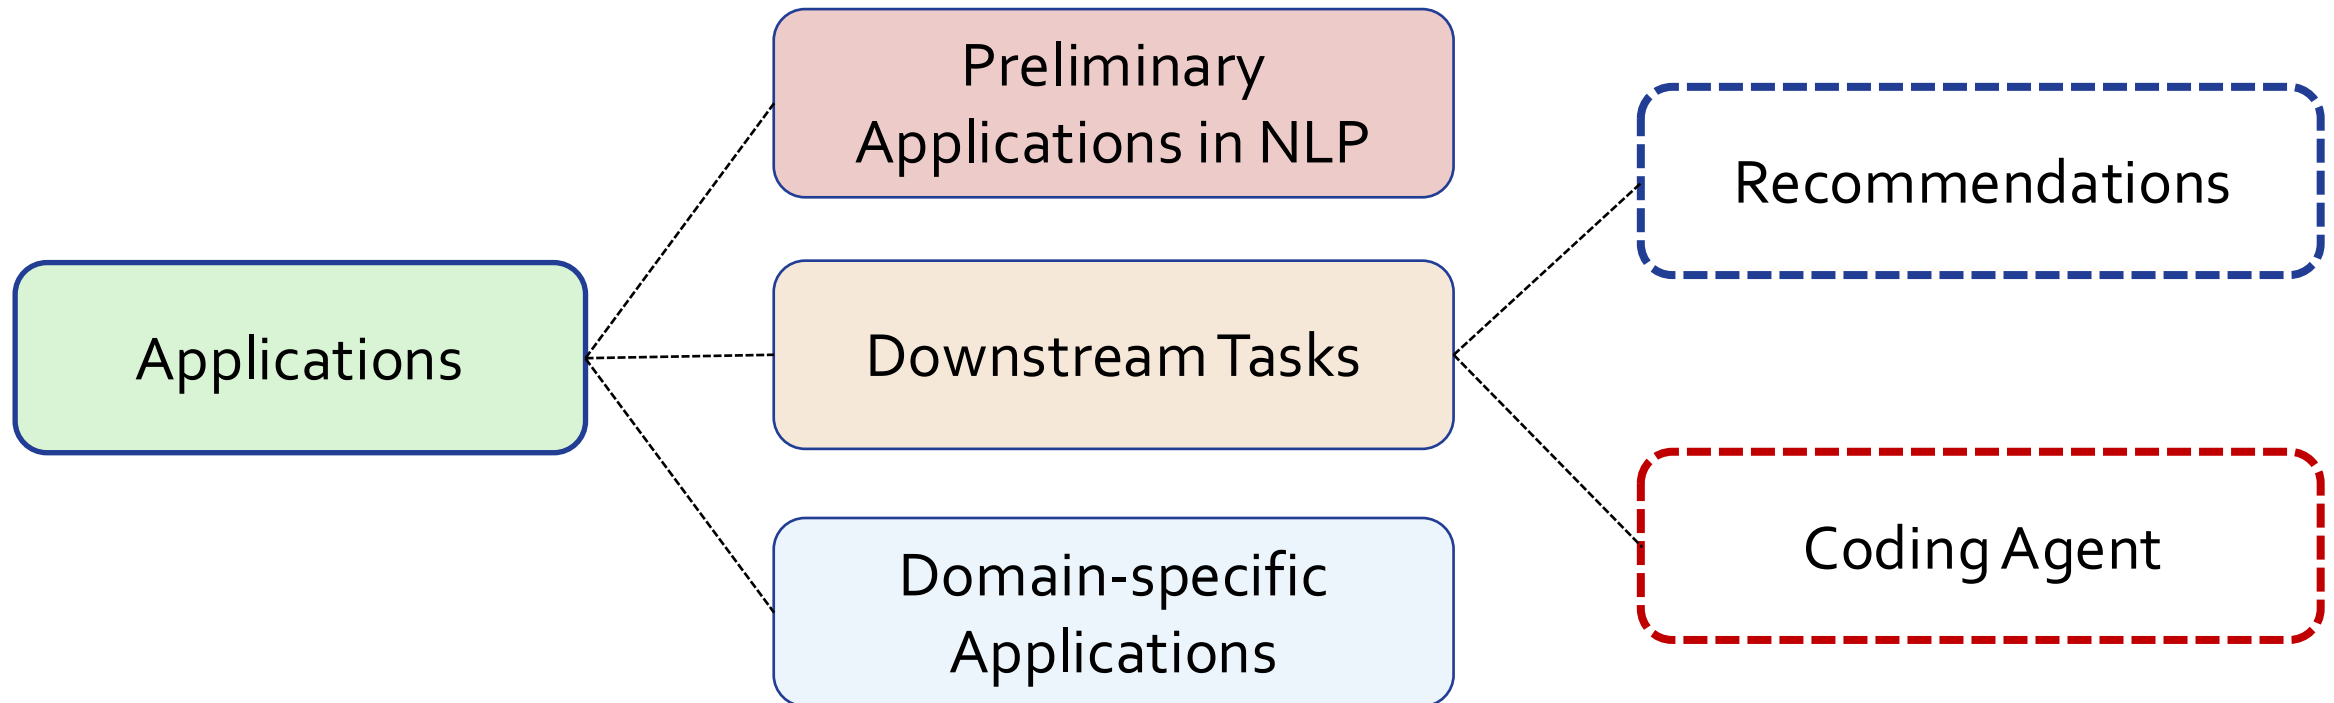 Applications
Preliminary
Applications in NLP
Downstream Tasks
Domain-specific
Applications
Recommendations
Coding Agent